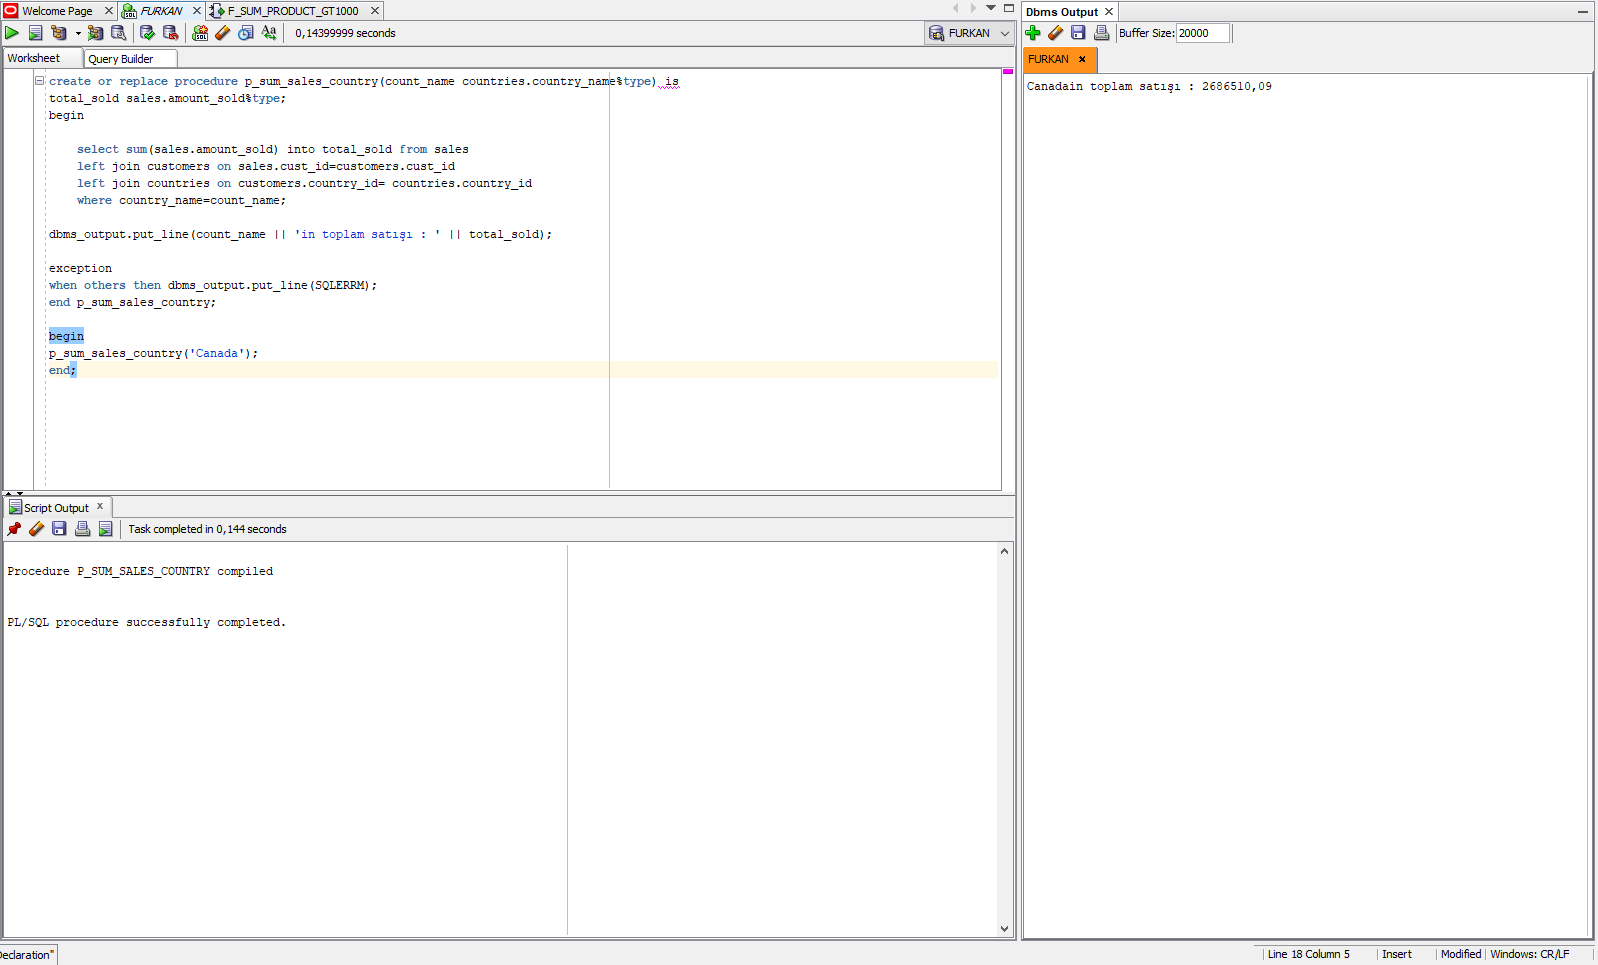 Welcome Page
FURKAN
F_SUM_PRODUCT_GT1000
0,14399999 seconds
FURKAN
Worksheet
Query Builder
create or replace procedure p_sum_sales_country(count_name countries.country_name%type) is
total_sold sales.amount_sold%type;
begin
select sum(sales.amount_sold) into total_sold from sales
left join customers on sales.cust_id=customers.cust_id
left join countries on customers.country_id= countries.country_id
where country_name=count_name;
dbms_output.put_line(count_name || 'in toplam satışı : ' || total_sold);
exception
when others then dbms_output.put_line(SQLERRM);
end p_sum_sales_country;
begin
p_sum_sales_country('Canada');
end;
Script Output
Task completed in 0,144 seconds
Procedure P_SUM_SALES_COUNTRY compiled
PL/SQL procedure successfully completed.
Dbms Output
Buffer Size: 20000
FURKAN
Canadain toplam satışı : 2686510,09
Declaration"
Line 18 Column 5
Insert
Modified
Windows: CR/LF